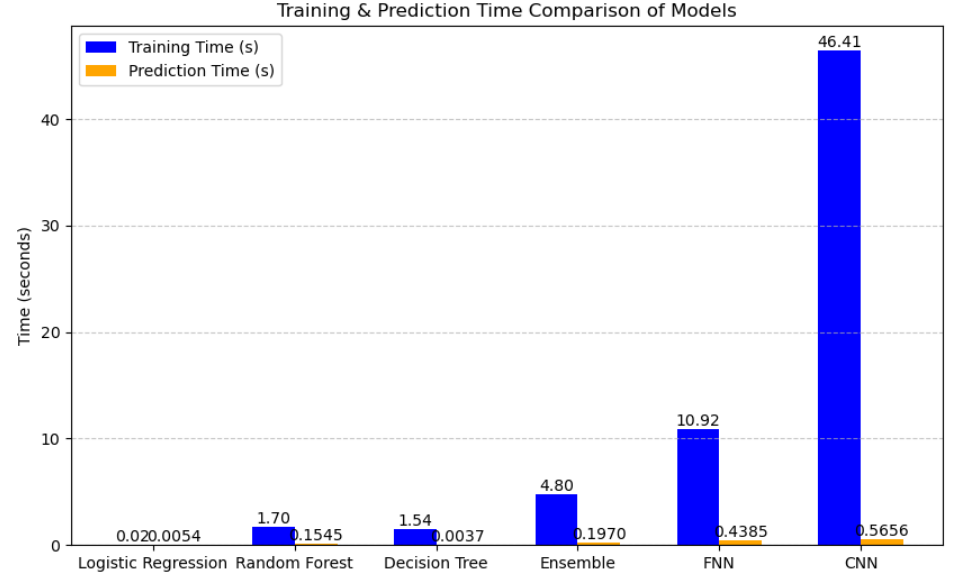 Training & Prediction Time Comparison of Models
Training Time (s)
Prediction Time (s)
46.41
40
30
20
10
0
Time (seconds)
0.02 0.0054
1.70 0.1545
1.54 0.0037
4.80 0.1970
10.92 0.4385
0.5656
Logistic Regression Random Forest Decision Tree Ensemble FNN CNN